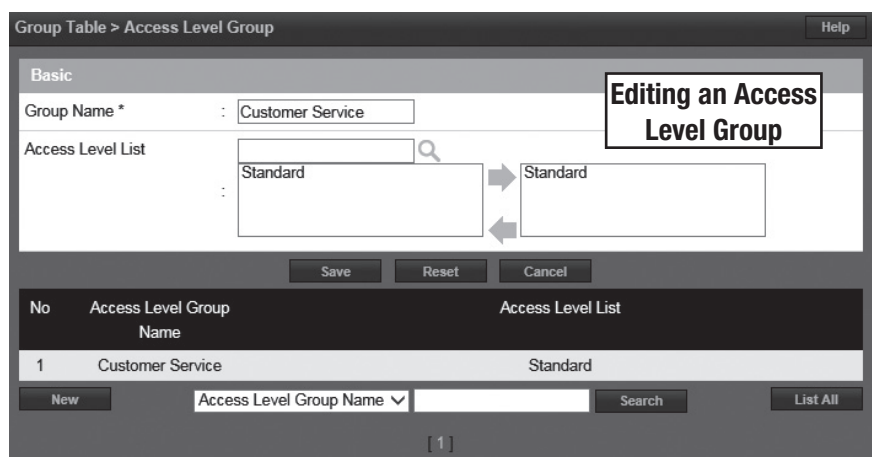 Group Table > Access Level Group
Help
Basic
Editing an Access
Level Group
Group Name * : Customer Service
Access Level List
:
Standard
Standard
Save Reset Cancel
No Access Level Group Access Level List
Name
1 Customer Service Standard
New Access Level Group Name Search List All
[ 1 ]